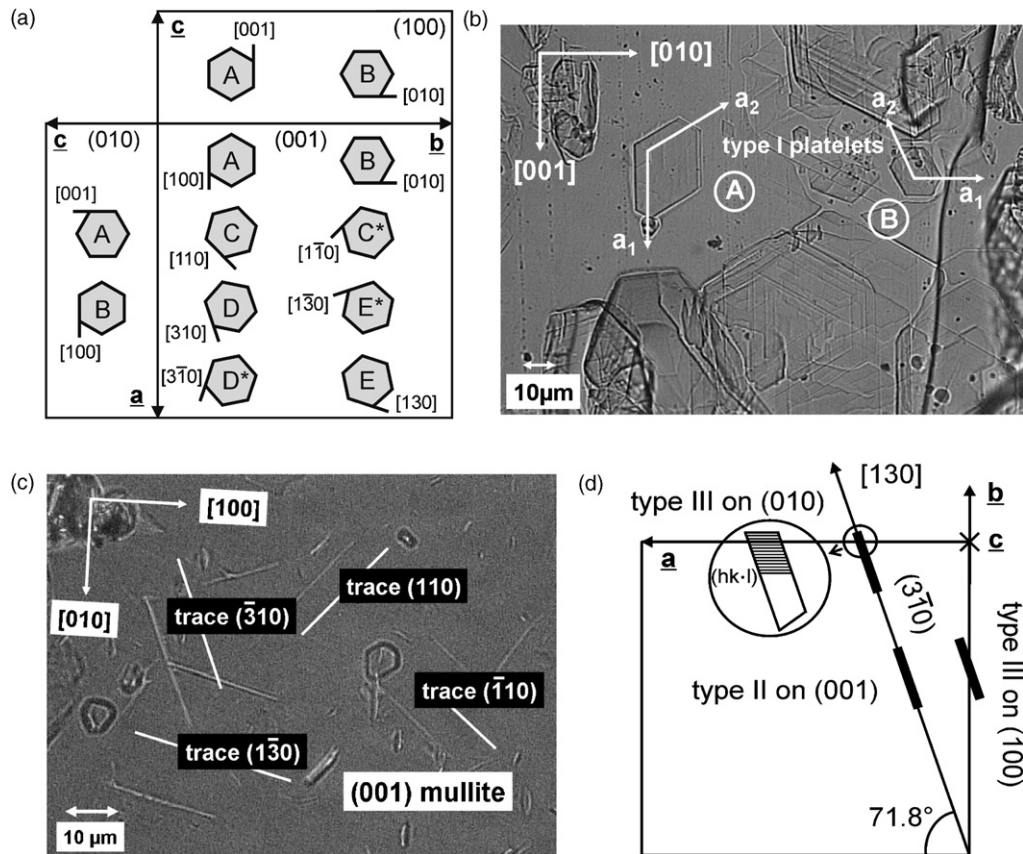 (a)
c
(100)
[001]
A
B
[010]
c
(010)
(001)
b
[001]
A
B
[100]
A
[100]
B
[010]
C
[110]
C*
[11̅0]
D
[310]
E*
[13̅0]
D*
[31̅0]
E
[130]
a
(b)
[010]
[001]
a2
a1
type I platelets
A
a2
a1
B
10µm
(c)
[100]
[010]
trace (3̅10)
trace (110)
trace (1̅10)
trace (13̅0)
(001) mullite
10 µm
(d)
[130]
type III on (010)
b
a
c
(hk·l)
(31̅0)
type II on (001)
type III on (100)
71.8°